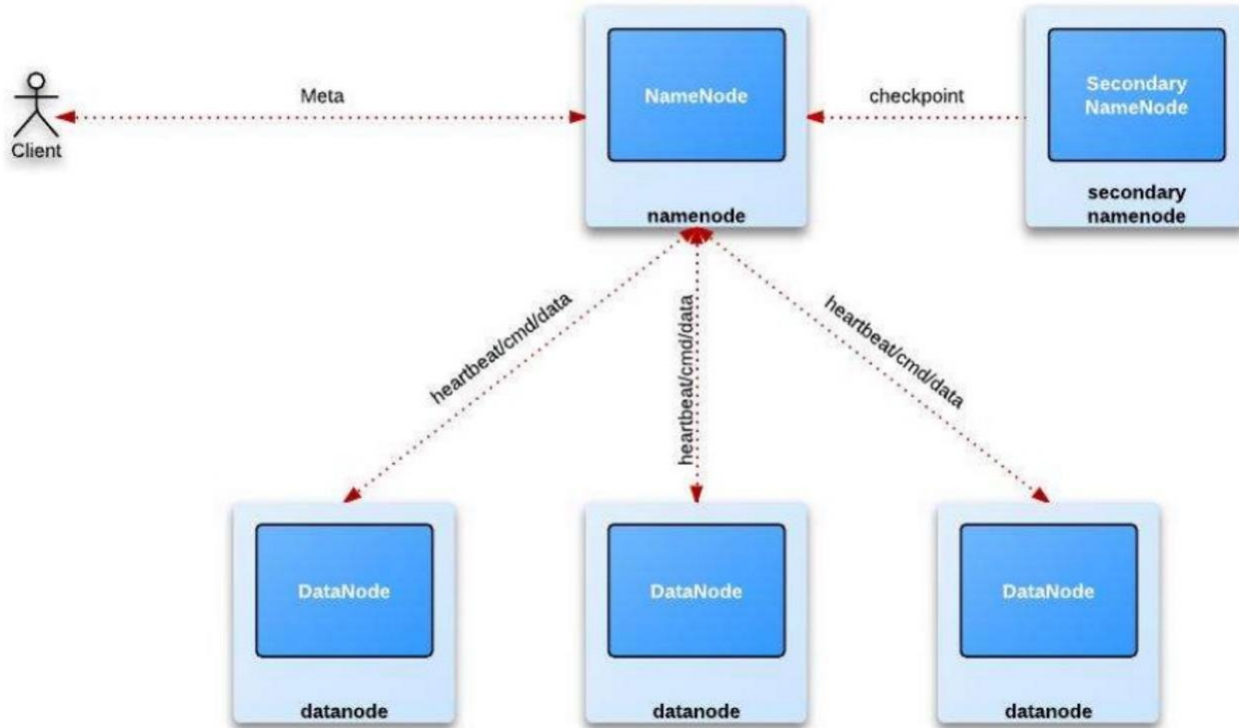 Client
Meta
NameNode
namenode
checkpoint
Secondary
NameNode
secondary
namenode
heartbeat/cmd/data
heartbeat/cmd/data
heartbeat/cmd/data
DataNode
datanode
DataNode
datanode
DataNode
datanode